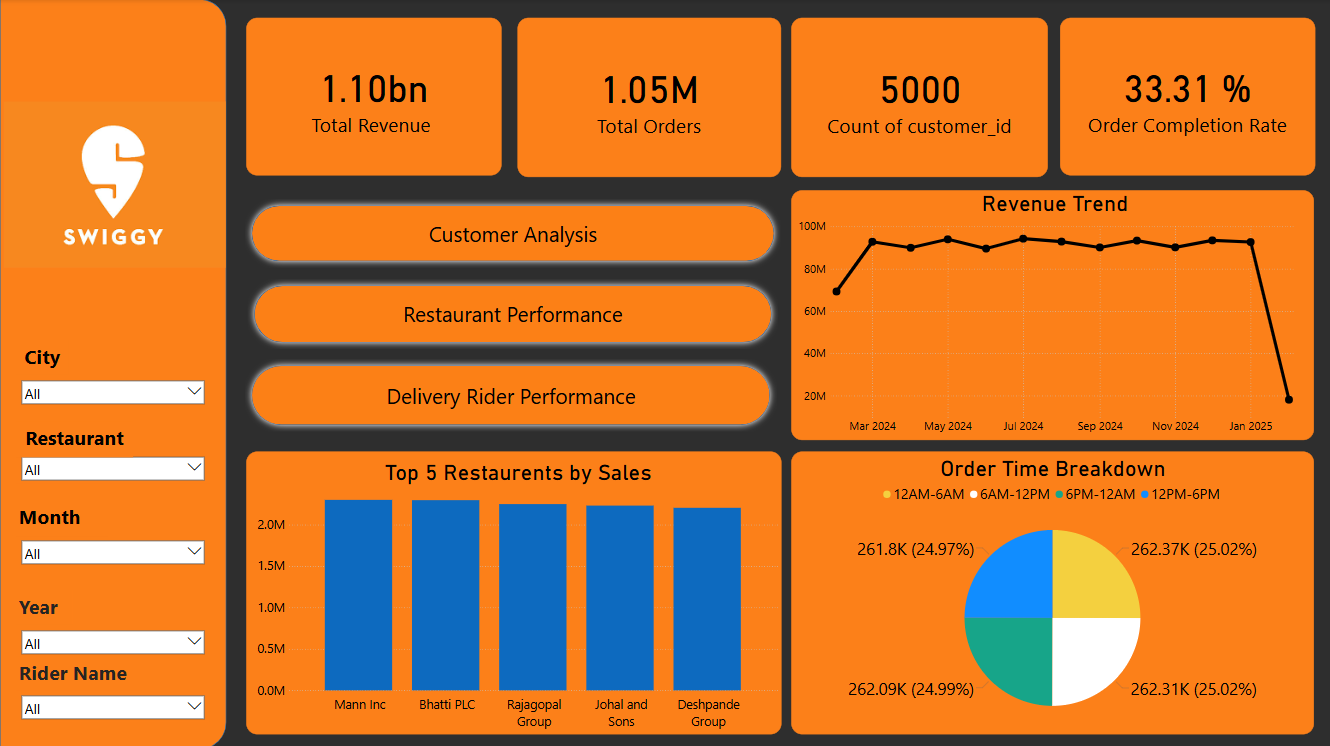 SWIGGY
City
All
Restaurant
All
Month
All
Year
All
Rider Name
All
1.10bn
Total Revenue
1.05M
Total Orders
5000
Count of customer_id
33.31 %
Order Completion Rate
Customer Analysis
Restaurant Performance
Delivery Rider Performance
Revenue Trend
100M
80M
60M
40M
20M
Mar 2024 May 2024 Jul 2024 Sep 2024 Nov 2024 Jan 2025
Top 5 Restaurents by Sales
2.0M
1.5M
1.0M
0.5M
0.0M
Mann Inc Bhatti PLC Rajagopal Group Johal and Sons Deshpande Group
Order Time Breakdown
12AM-6AM 6AM-12PM 6PM-12AM 12PM-6PM
261.8K (24.97%) 262.37K (25.02%)
262.09K (24.99%) 262.31K (25.02%)